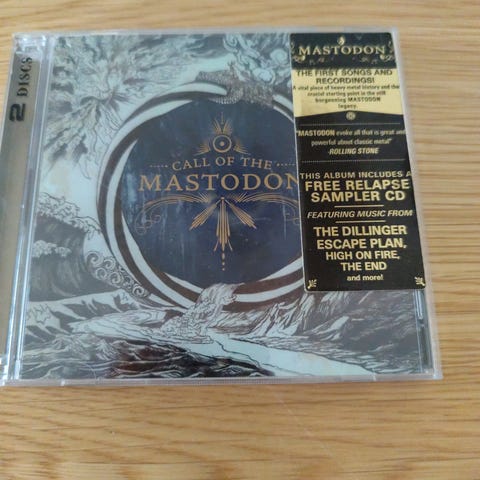 2 DISCS
CALL OF THE
MASTODON
MASTODON
THE FIRST SONGS AND
RECORDINGS!
A vital piece of heavy metal history and the
crucial starting point in the still
burgeoning MASTODON
legacy.
"MASTODON evoke all that is great and
powerful about classic metal"
ROLLING STONE
THIS ALBUM INCLUDES A
FREE RELAPSE
SAMPLER CD
FEATURING MUSIC FROM
THE DILLINGER
ESCAPE PLAN,
HIGH ON FIRE,
THE END
and more!